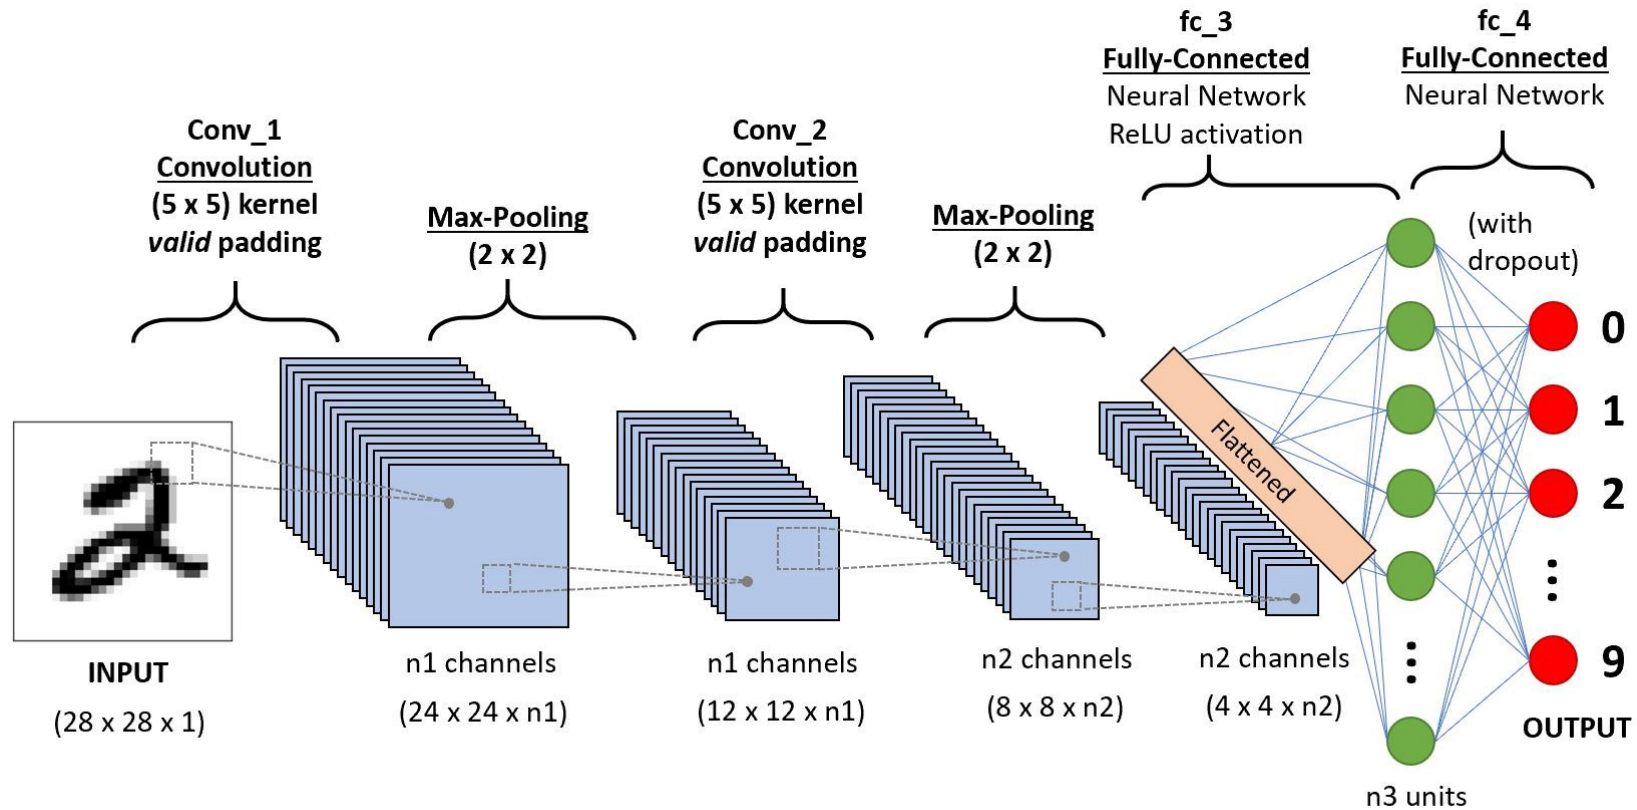 Conv_1
Convolution
(5 x 5) kernel
valid padding
Max-Pooling
(2 x 2)
Conv_2
Convolution
(5 x 5) kernel
valid padding
Max-Pooling
(2 x 2)
fc_3
Fully-Connected
Neural Network
ReLU activation
fc_4
Fully-Connected
Neural Network
(with
dropout)
Flattened
0
1
2
9
2
INPUT
(28 x 28 x 1)
n1 channels
(24 x 24 x n1)
n1 channels
(12 x 12 x n1)
n2 channels
(8 x 8 x n2)
n2 channels
(4 x 4 x n2)
n3 units
OUTPUT